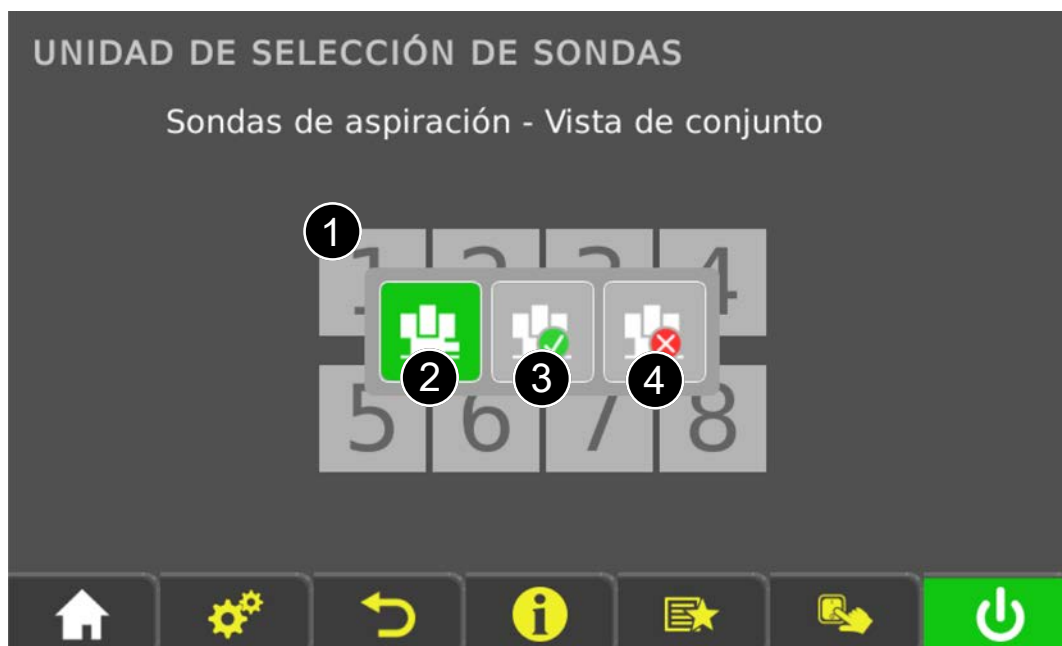 UNIDAD DE SELECCIÓN DE SONDAS
Sondas de aspiración - Vista de conjunto
1
1 2 3 4
2 3 4
5 6 7 8
i